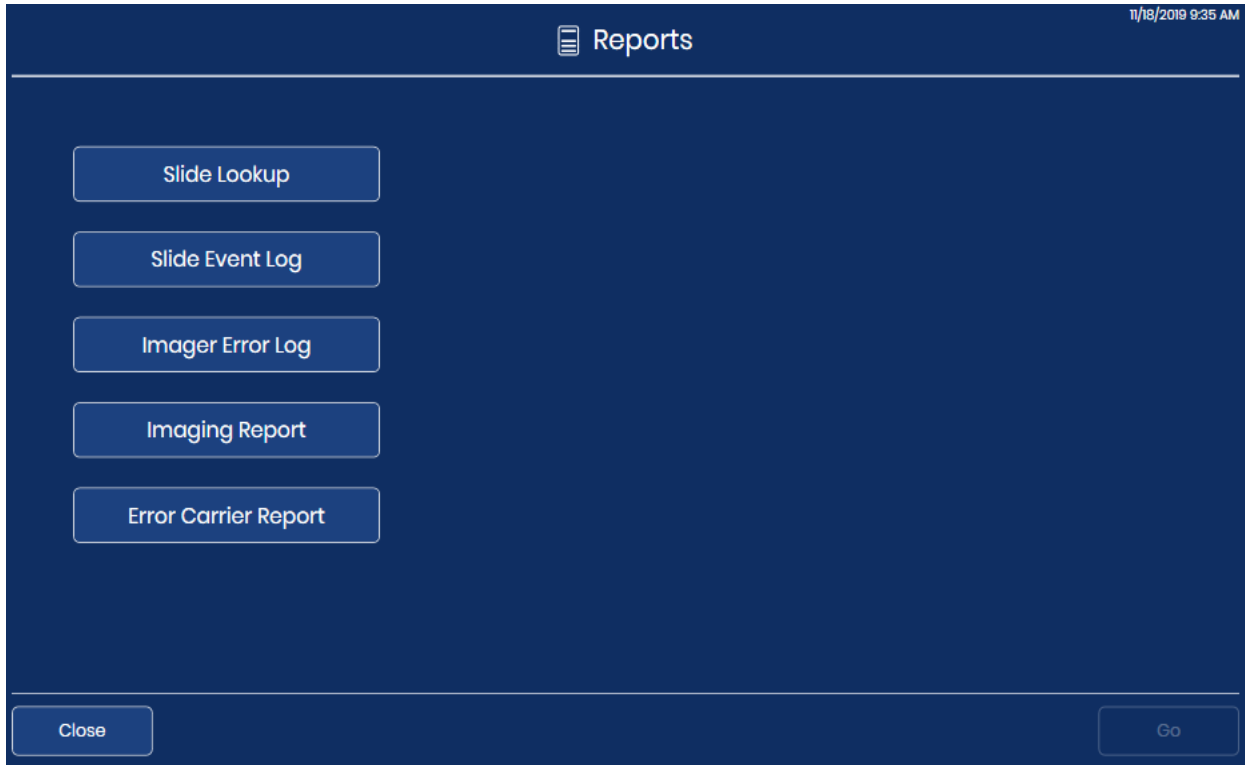 11/18/2019 9:35 AM
Reports
Slide Lookup
Slide Event Log
Imager Error Log
Imaging Report
Error Carrier Report
Close
Go